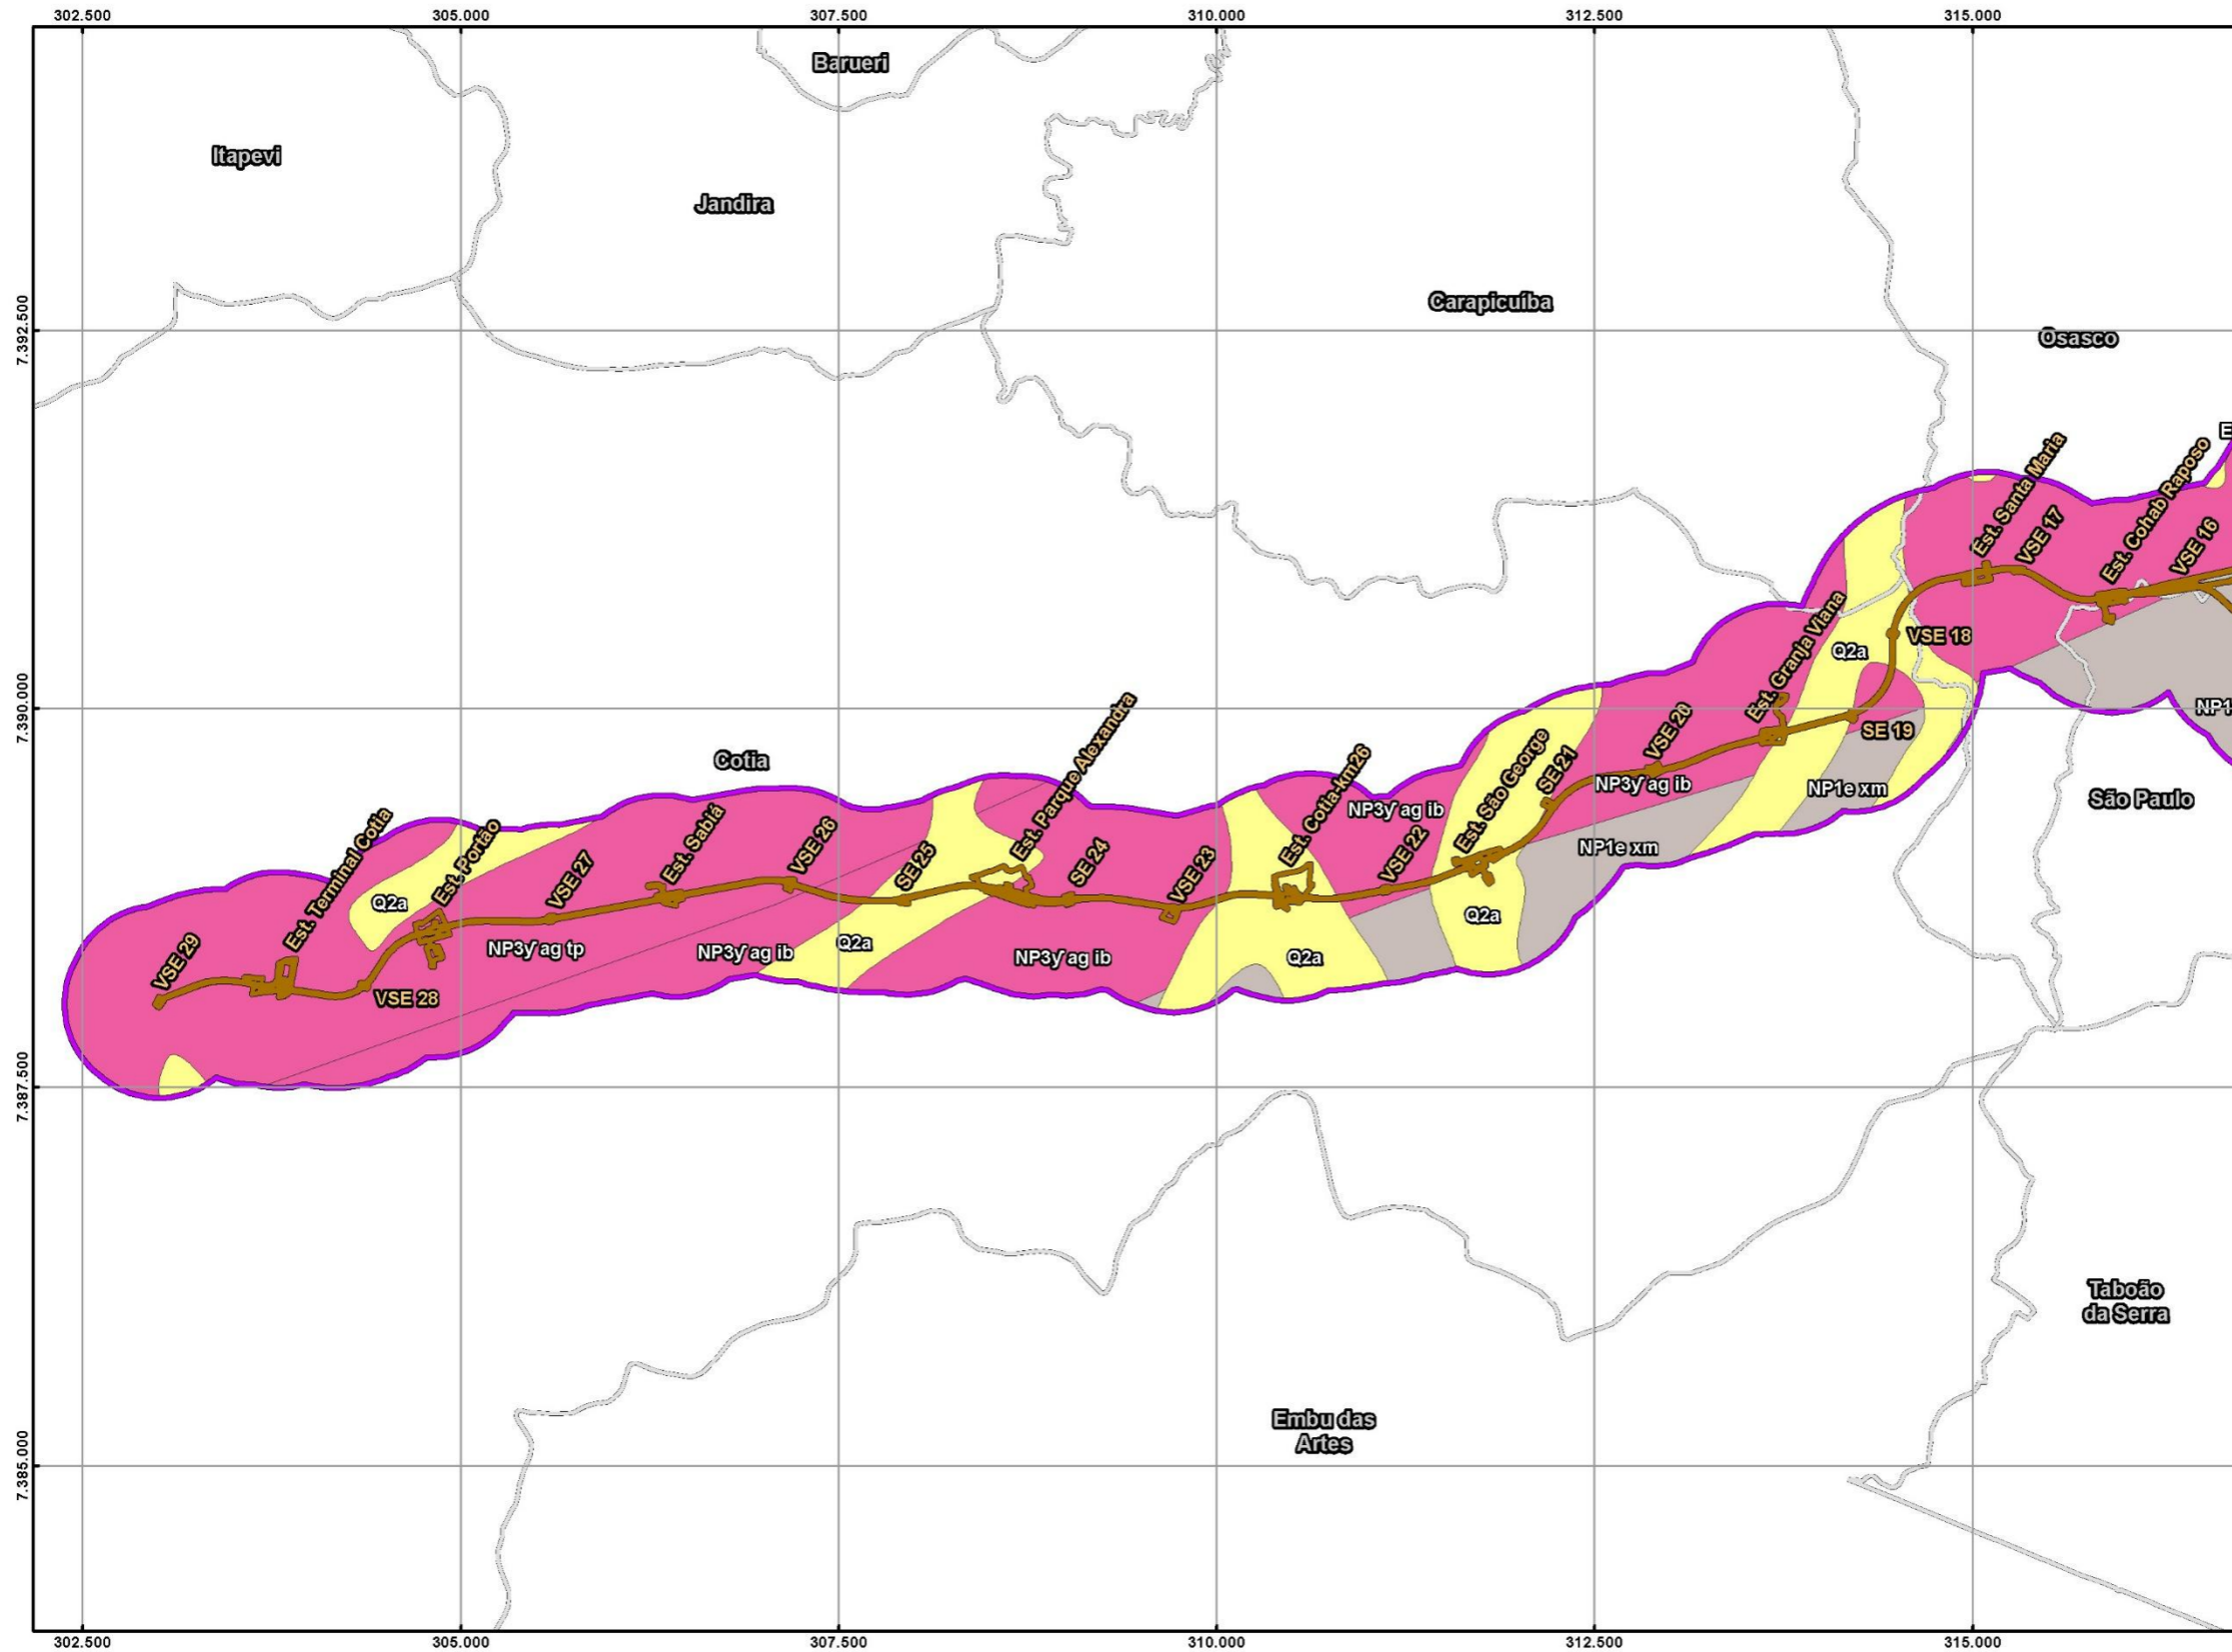 302.500 305.000 307.500 310.000 312.500 315.000
Barueri
Itapevi
Jandira
Carapicuíba
Osasco
7.392.500
E
Est. Santa Maria
VSE 17
Est. Cohab Raposo
VSE 16
Est. Granja Viana
Q2a
VSE 18
7.390.000
NP1
VSE 20
SE 19
Est. Parque Alexandra
Cotia
Est. São George
SE 21
NP3γ ag ib
NP1e xm
São Paulo
Est. Cotia-km26
NP3γ ag ib
VSE 22
NP1e xm
Est. Terminal Cotia
Est. Portão
Est. Sabiá
VSE 26
SE 25
SE 24
VSE 23
VSE 27
Q2a
Q2a
VSE 29
NP3γ ag tp
NP3γ ag ib
Q2a
NP3γ ag ib
Q2a
VSE 28
7.387.500
Taboão
da Serra
Embu das
Artes
7.385.000
302.500 305.000 307.500 310.000 312.500 315.000